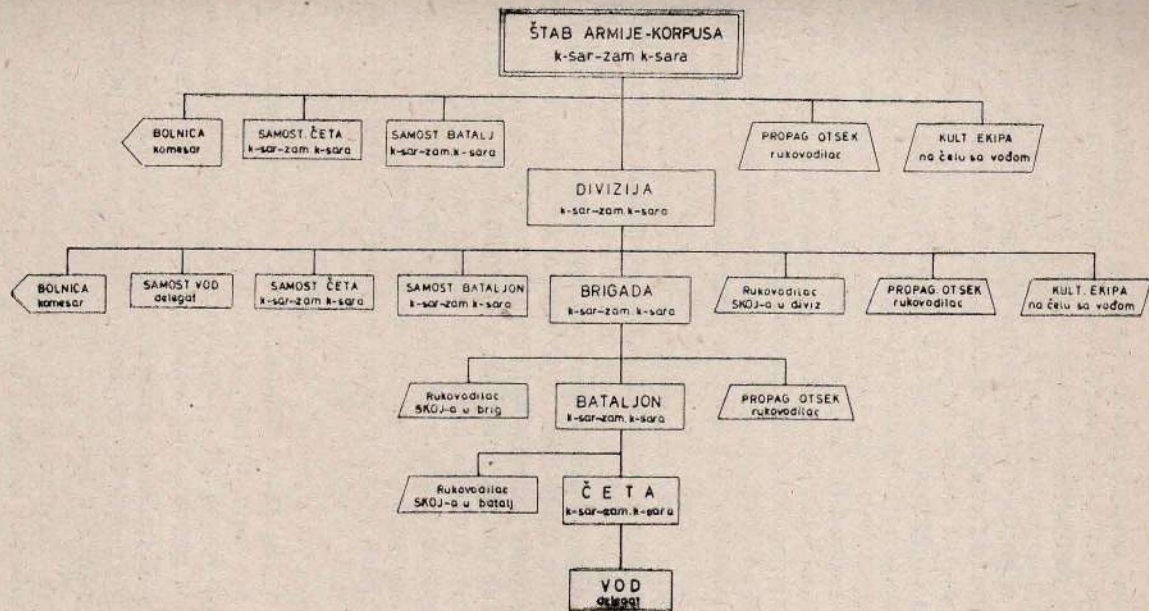 ŠTAB ARMIJE-KORPUSA
k-sar-zam k-sara
BOLNICA
komesar
SAMOST. ČETA
k-sar-zam. k-sara
SAMOST BATALJ
k-sar-zam. k-sara
PROPAG OTSEK
rukovodilac
KULT EKIPA
na čelu sa vođom
DIVIZIJA
k-sar-zam. k-sara
BOLNICA
komesar
SAMOST VOD
delegat
SAMOST ČETA
k-sar-zam k-sara
SAMOST BATALJON
k-sar-zam k-sara
BRIGADA
k-sar-zam. k-sara
Rukovodilac
SKOJ-a u diviz
PROPAG. OTSEK
rukovodilac
KULT. EKIPA
na čelu sa vođom
Rukovodilac
SKOJ-a u brig
BATALJON
k-sar-zam. k-sara
PROPAG OTSEK
rukovodilac
Rukovodilac
SKOJ-a u batalj
ČETA
k-sar-zam. k-sara
VOD
delegat